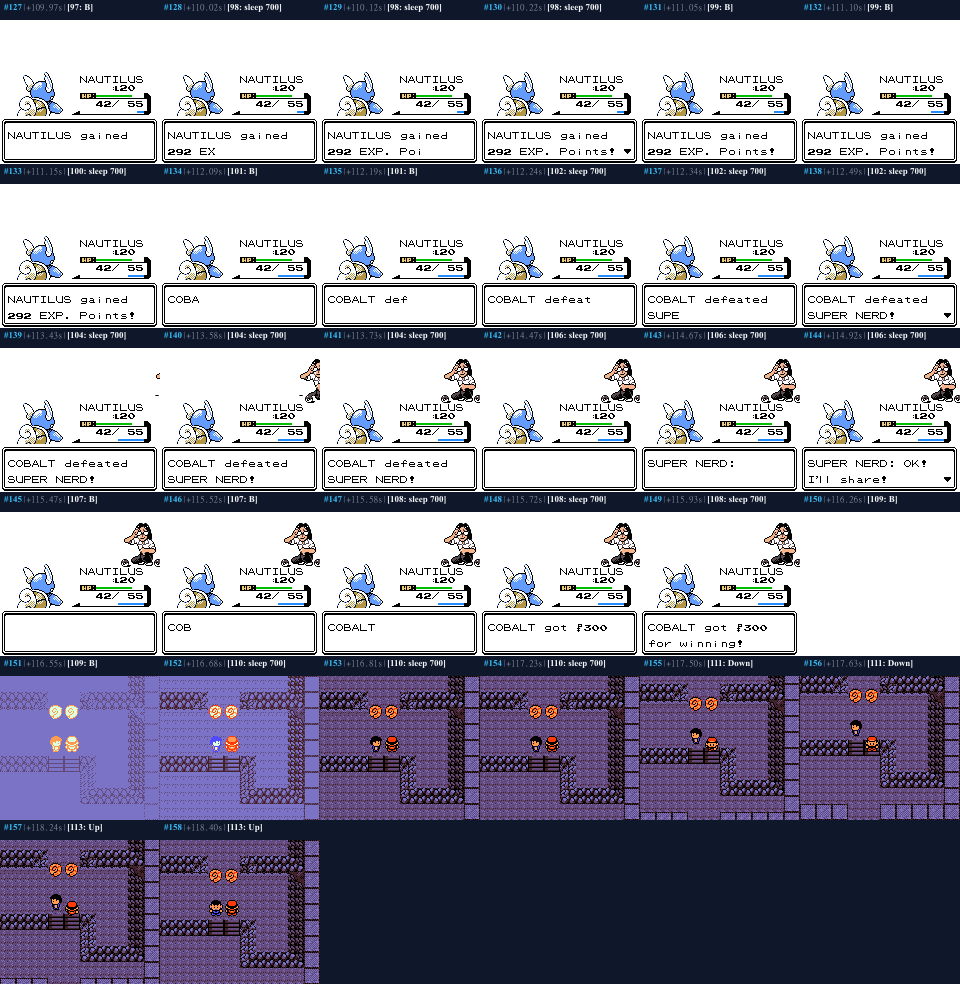 #127|+109.97s| [97: B]
#128|+110.02s| [98: sleep 700]
#129|+110.12s| [98: sleep 700]
#130|+110.22s| [98: sleep 700]
#131|+111.05s| [99: B]
#132|+111.10s| [99: B]
NAUTILUS
:L20
HP:
42/ 55
NAUTILUS gained
NAUTILUS
:L20
HP:
42/ 55
NAUTILUS gained
292 EX
NAUTILUS
:L20
HP:
42/ 55
NAUTILUS gained
292 EXP. Poi
NAUTILUS
:L20
HP:
42/ 55
NAUTILUS gained
292 EXP. Points!
NAUTILUS
:L20
HP:
42/ 55
NAUTILUS gained
292 EXP. Points!
NAUTILUS
:L20
HP:
42/ 55
NAUTILUS gained
292 EXP. Points!
#133|+111.15s| [100: sleep 700]
#134|+112.09s| [101: B]
#135|+112.19s| [101: B]
#136|+112.24s| [102: sleep 700]
#137|+112.34s| [102: sleep 700]
#138|+112.49s| [102: sleep 700]
NAUTILUS
:L20
HP:
42/ 55
NAUTILUS gained
292 EXP. Points!
NAUTILUS
:L20
HP:
42/ 55
COBA
NAUTILUS
:L20
HP:
42/ 55
COBALT def
NAUTILUS
:L20
HP:
42/ 55
COBALT defeat
NAUTILUS
:L20
HP:
42/ 55
COBALT defeated
SUPE
NAUTILUS
:L20
HP:
42/ 55
COBALT defeated
SUPER NERD!
#139|+113.43s| [104: sleep 700]
#140|+113.58s| [104: sleep 700]
#141|+113.73s| [104: sleep 700]
#142|+114.47s| [106: sleep 700]
#143|+114.67s| [106: sleep 700]
#144|+114.92s| [106: sleep 700]
NAUTILUS
:L20
HP:
42/ 55
COBALT defeated
SUPER NERD!
NAUTILUS
:L20
HP:
42/ 55
COBALT defeated
SUPER NERD!
NAUTILUS
:L20
HP:
42/ 55
COBALT defeated
SUPER NERD!
NAUTILUS
:L20
HP:
42/ 55
NAUTILUS
:L20
HP:
42/ 55
SUPER NERD:
NAUTILUS
:L20
HP:
42/ 55
SUPER NERD: OK!
I'll share!
#145|+115.47s| [107: B]
#146|+115.52s| [107: B]
#147|+115.58s| [108: sleep 700]
#148|+115.72s| [108: sleep 700]
#149|+115.93s| [108: sleep 700]
#150|+116.26s| [109: B]
NAUTILUS
:L20
HP:
42/ 55
NAUTILUS
:L20
HP:
42/ 55
COB
NAUTILUS
:L20
HP:
42/ 55
COBALT
NAUTILUS
:L20
HP:
42/ 55
COBALT got ₽300
NAUTILUS
:L20
HP:
42/ 55
COBALT got ₽300
for winning!
#151|+116.55s| [109: B]
#152|+116.68s| [110: sleep 700]
#153|+116.81s| [110: sleep 700]
#154|+117.23s| [110: sleep 700]
#155|+117.50s| [111: Down]
#156|+117.63s| [111: Down]
#157|+118.24s| [113: Up]
#158|+118.40s| [113: Up]